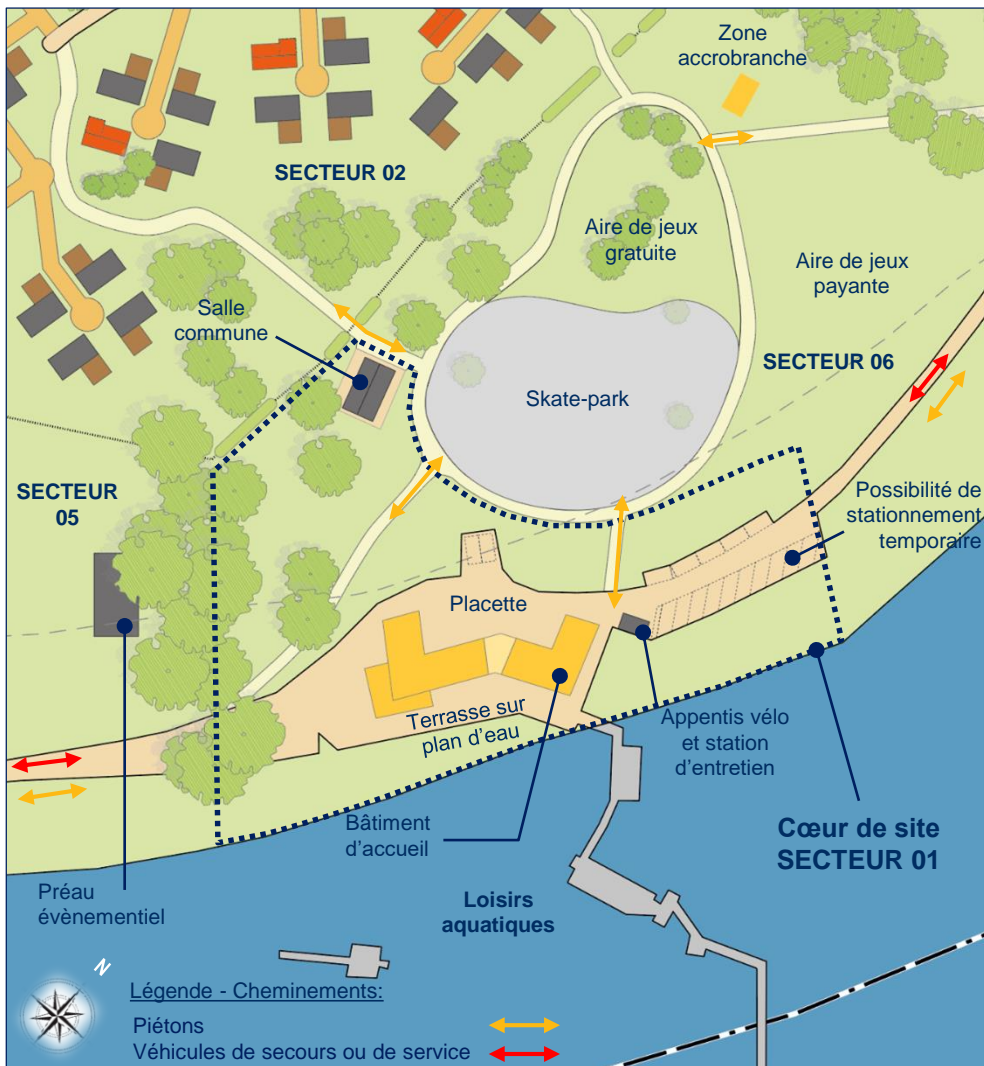 Zone
accrobranche
SECTEUR 02
Aire de jeux
gratuite
Aire de jeux
payante
Salle
commune
SECTEUR 06
Skate-park
SECTEUR
05
Possibilité de
stationnement
temporaire
Placette
Terrasse sur
plan d'eau
Appentis vélo
et station
d'entretien
Bâtiment
d'accueil
Cœur de site
SECTEUR 01
Préau
évènementiel
Loisirs
aquatiques
N
Légende - Cheminements:
Piétons
Véhicules de secours ou de service